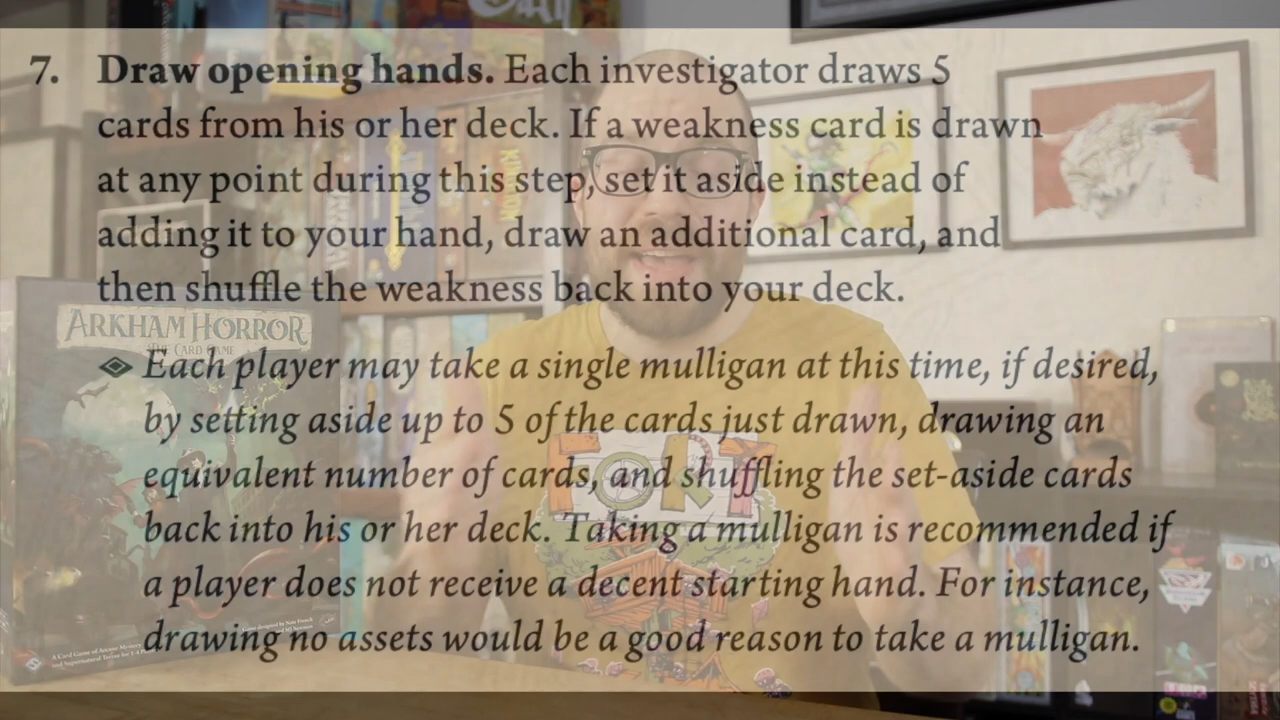 7. Draw opening hands. Each investigator draws 5
cards from his or her deck. If a weakness card is drawn
at any point during this step, set it aside instead of
adding it to your hand, draw an additional card, and
then shuffle the weakness back into your deck.
Each player may take a single mulligan at this time, if desired,
by setting aside up to 5 of the cards just drawn, drawing an
equivalent number of cards, and shuffling the set-aside cards
back into his or her deck. Taking a mulligan is recommended if
a player does not receive a decent starting hand. For instance,
drawing no assets would be a good reason to take a mulligan.
ARKHAM HORROR
THE CARD GAME
FORT